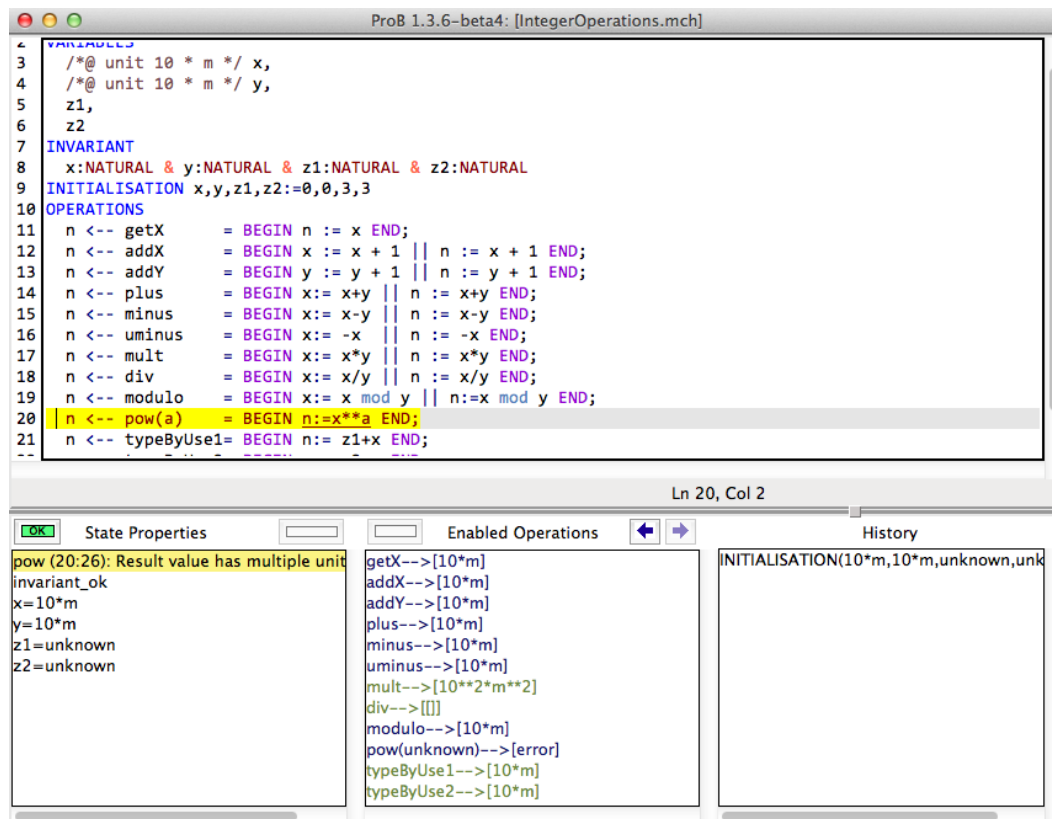 ProB 1.3.6-beta4: [IntegerOperations.mch]
2 VARIABLES
3 /*@ unit 10 * m */ x,
4 /*@ unit 10 * m */ y,
5 z1,
6 z2
7 INVARIANT
8 x:NATURAL & y:NATURAL & z1:NATURAL & z2:NATURAL
9 INITIALISATION x,y,z1,z2:=0,0,3,3
10 OPERATIONS
11 n <-- getX = BEGIN n := x END;
12 n <-- addX = BEGIN x := x + 1 || n := x + 1 END;
13 n <-- addY = BEGIN y := y + 1 || n := y + 1 END;
14 n <-- plus = BEGIN x:= x+y || n := x+y END;
15 n <-- minus = BEGIN x:= x-y || n := x-y END;
16 n <-- uminus = BEGIN x:= -x || n := -x END;
17 n <-- mult = BEGIN x:= x*y || n := x*y END;
18 n <-- div = BEGIN x:= x/y || n := x/y END;
19 n <-- modulo = BEGIN x:= x mod y || n:=x mod y END;
20 n <-- pow(a) = BEGIN n:=x**a END;
21 n <-- typeByUse1= BEGIN n:= z1+x END;
Ln 20, Col 2
OK State Properties
pow (20:26): Result value has multiple unit
invariant_ok
x=10*m
y=10*m
z1=unknown
z2=unknown
Enabled Operations
getX-->[10*m]
addX-->[10*m]
addY-->[10*m]
plus-->[10*m]
minus-->[10*m]
uminus-->[10*m]
mult-->[10**2*m**2]
div-->[[]]
modulo-->[10*m]
pow(unknown)-->[error]
typeByUse1-->[10*m]
typeByUse2-->[10*m]
History
INITIALISATION(10*m,10*m,unknown,unk